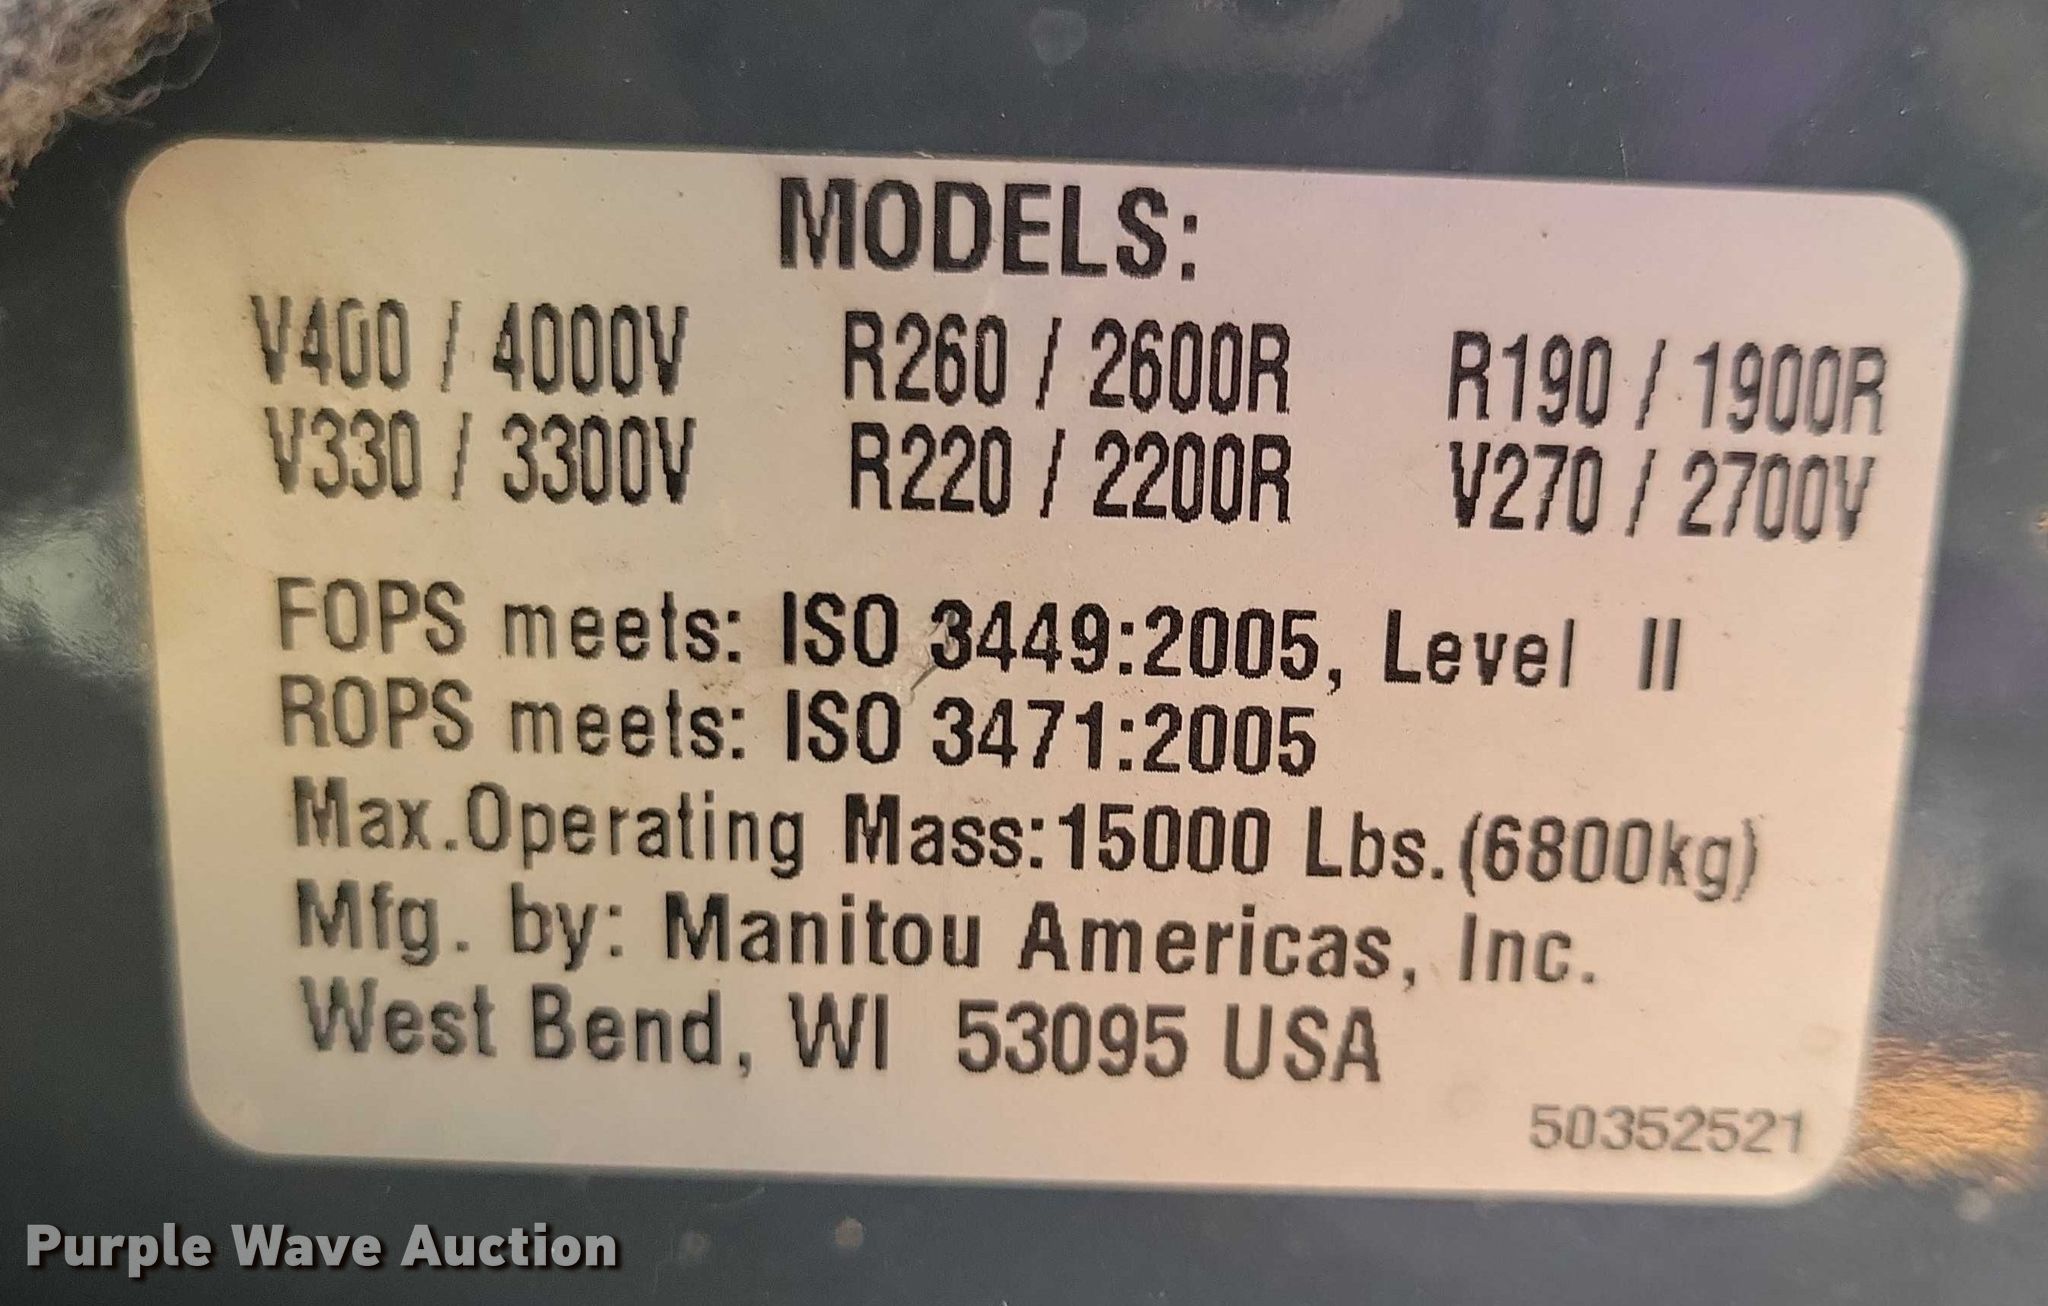 MODELS:
V400 / 4000V R260 / 2600R R190 / 1900R
V330 / 3300V R220 / 2200R V270 / 2700V
FOPS meets: ISO 3449:2005, Level II
ROPS meets: ISO 3471:2005
Max.Operating Mass:15000 Lbs.(6800kg)
Mfg. by: Manitou Americas, Inc.
West Bend, WI 53095 USA
50352521
Purple Wave Auction